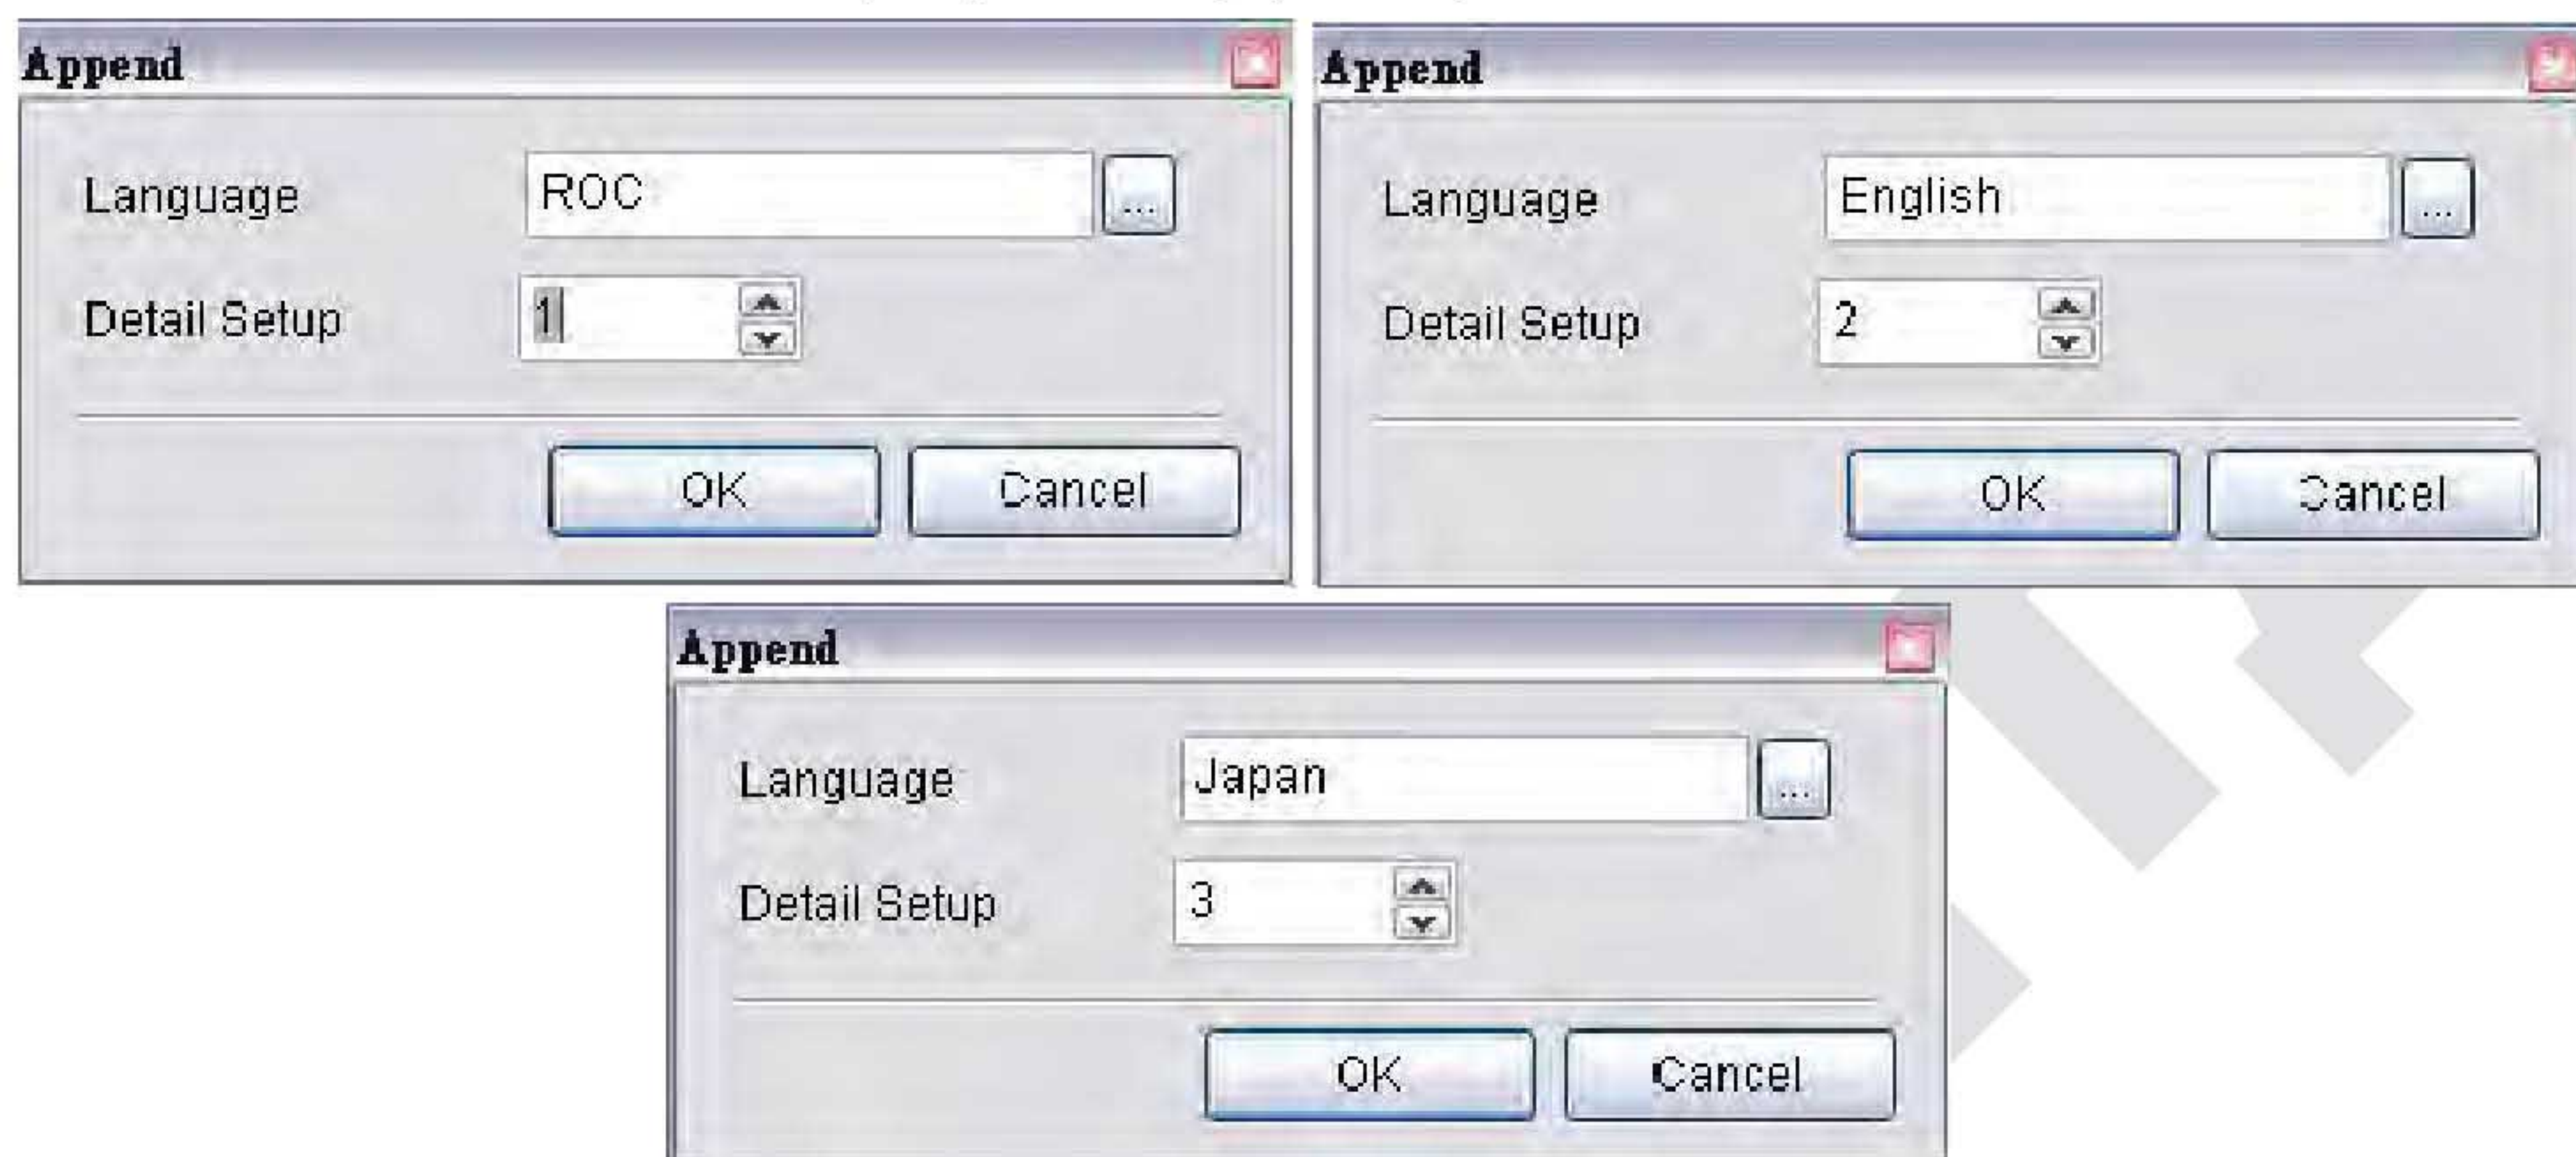 Append
Language ROC ...
Detail Setup 1
OK Cancel
Append
Language English ...
Detail Setup 2
OK Cancel
Append
Language Japan ...
Detail Setup 3
OK Cancel